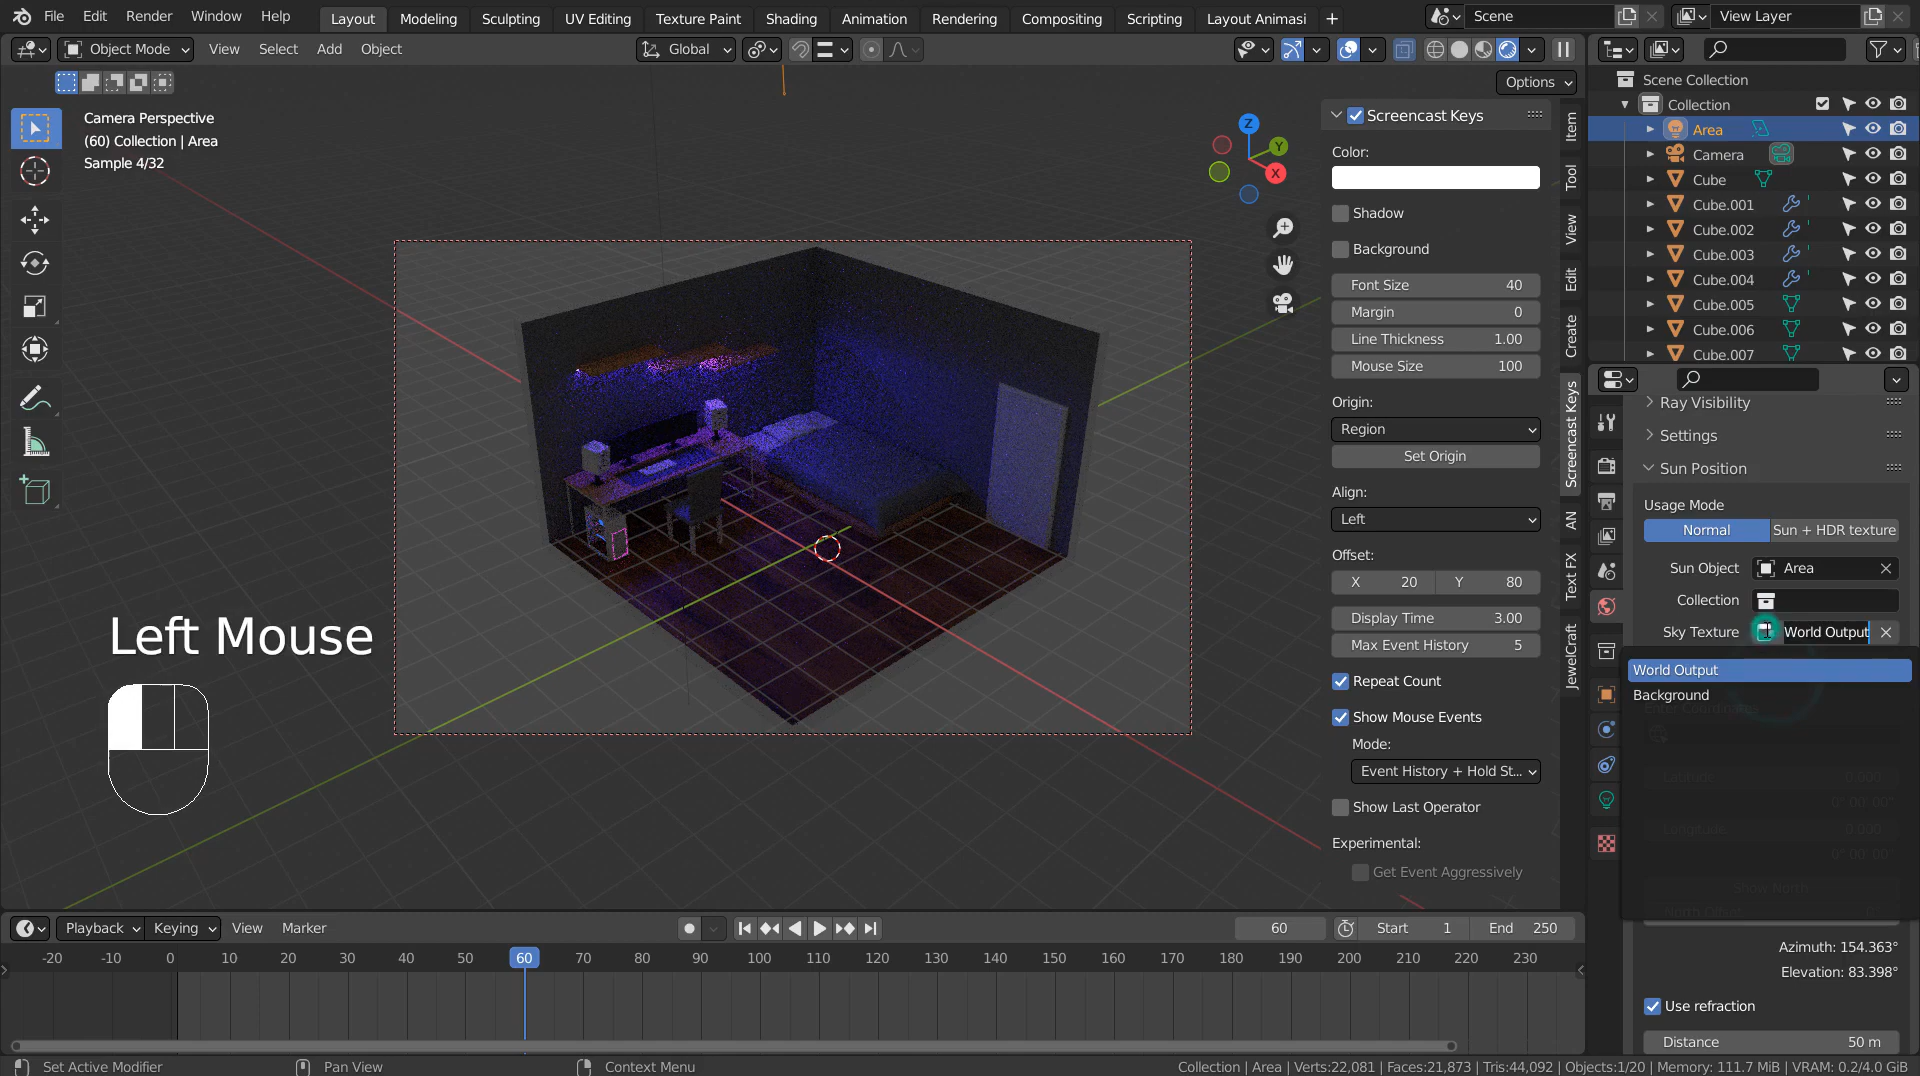 File Edit Render Window Help
Layout Modeling Sculpting UV Editing Texture Paint Shading Animation Rendering Compositing Scripting Layout Animasi +
Scene
View Layer
Object Mode View Select Add Object
Global
Options
Camera Perspective
(60) Collection | Area
Sample 4/32
Z
Y
X
Screencast Keys
Color:
Shadow
Background
Font Size 40
Margin 0
Line Thickness 1.00
Mouse Size 100
Origin:
Region
Set Origin
Align:
Left
Offset:
X 20 Y 80
Display Time 3.00
Max Event History 5
Repeat Count
Show Mouse Events
Mode:
Event History + Hold St...
Show Last Operator
Experimental:
Get Event Aggressively
Item
Tool
View
Edit
Create
Screencast Keys
AN
Text FX
JewelCraft
Scene Collection
Collection
Area
Camera
Cube
Cube.001
Cube.002
Cube.003
Cube.004
Cube.005
Cube.006
Cube.007
Ray Visibility
Settings
Sun Position
Usage Mode
Normal Sun + HDR texture
Sun Object Area
Collection
Sky Texture World Output
World Output
Background
Longitude 0.000
Show North
Azimuth: 154.363°
Elevation: 83.398°
Use refraction
Distance 50 m
Left Mouse
Playback Keying View Marker
60 Start 1 End 250
-20 -10 0 10 20 30 40 50 60 70 80 90 100 110 120 130 140 150 160 170 180 190 200 210 220 230
Set Active Modifier Pan View Context Menu
Collection | Area | Verts:22,081 | Faces:21,873 | Tris:44,092 | Objects:1/20 | Memory: 111.7 MiB | VRAM: 0.2/4.0 GiB